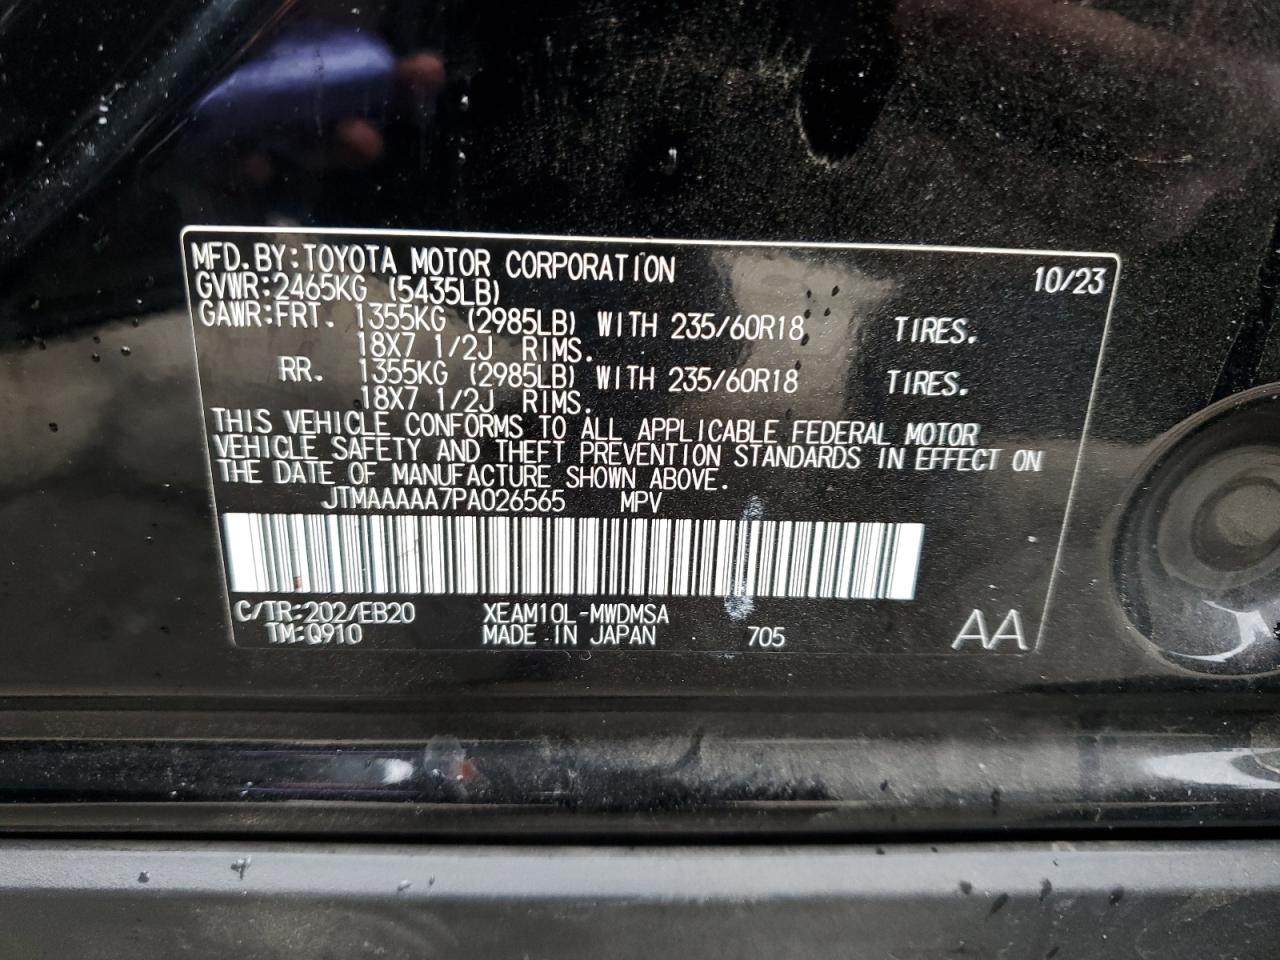 MFD. BY: TOYOTA MOTOR CORPORATION 10/23
GVWR: 2465KG (5435LB)
GAWR: FRT. 1355KG (2985LB) WITH 235/60R18 TIRES.
18X7 1/2J RIMS.
RR. 1355KG (2985LB) WITH 235/60R18 TIRES.
18X7 1/2J RIMS.
THIS VEHICLE CONFORMS TO ALL APPLICABLE FEDERAL MOTOR
VEHICLE SAFETY AND THEFT PREVENTION STANDARDS IN EFFECT ON
THE DATE OF MANUFACTURE SHOWN ABOVE.
JTMAAAAA7PA026565 MPV
C/TR:202/EB20 XEAM10L-MWDMSA
TM:Q910 MADE IN JAPAN 705 AA